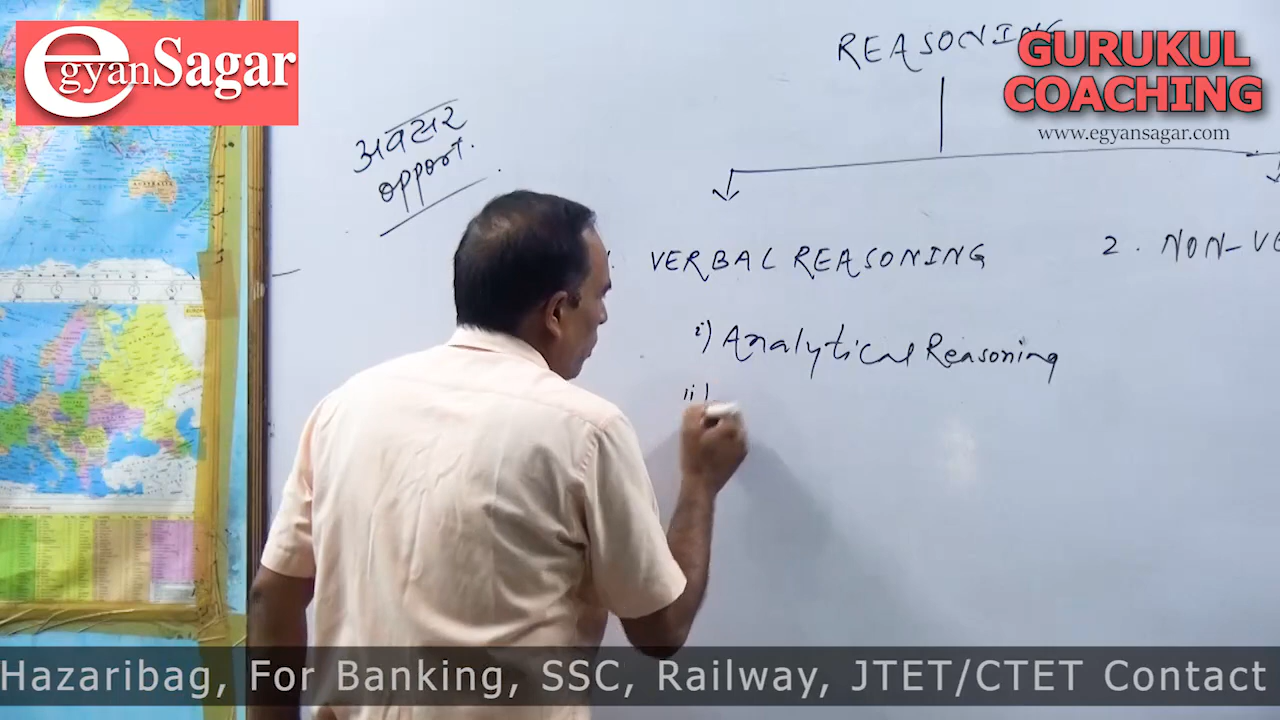 egyanSagar
REASONING
GURUKUL
COACHING
www.egyansagar.com
अवसर
opport.
VERBAL REASONING
2. NON-VE
i) Analytical Reasoning
ii)
Hazaribag, For Banking, SSC, Railway, JTET/CTET Contact